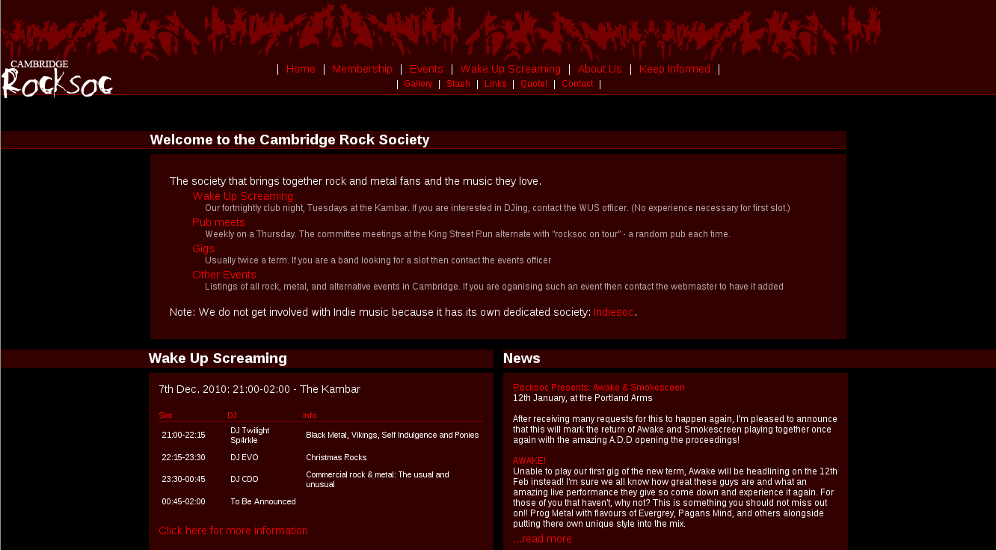 CAMBRIDGE
Rocksoc
| Home | Membership | Events | Wake Up Screaming | About Us | Keep Informed |
| Gallery | Stash | Links | Quote! | Contact |
Welcome to the Cambridge Rock Society
The society that brings together rock and metal fans and the music they love.
Wake Up Screaming
Our fortnightly club night, Tuesdays at the Kambar. If you are interested in DJing, contact the WUS officer. (No experience necessary for first slot.)
Pub meets
Weekly on a Thursday. The committee meetings at the King Street Run alternate with "rocksoc on tour" - a random pub each time.
Gigs
Usually twice a term. If you are a band looking for a slot then contact the events officer
Other Events
Listings of all rock, metal, and alternative events in Cambridge. If you are oganising such an event then contact the webmaster to have it added
Note: We do not get involved with Indie music because it has its own dedicated society: Indiesoc.
Wake Up Screaming
7th Dec. 2010: 21:00-02:00 - The Kambar
Slot DJ Info
21:00-22:15 DJ Twilight Sp4rkle Black Metal, Vikings, Self Indulgence and Ponies
22:15-23:30 DJ EVO Christmas Rocks
23:30-00:45 DJ CDO Commercial rock & metal: The usual and unusual
00:45-02:00 To Be Announced
Click here for more information
News
Rocksoc Presents: Awake & Smokesceen
12th January, at the Portland Arms
After receiving many requests for this to happen again, I'm pleased to announce
that this will mark the return of Awake and Smokescreen playing together once
again with the amazing A.D.D opening the proceedings!
AWAKE!
Unable to play our first gig of the new term, Awake will be headlining on the 12th
Feb instead! I'm sure we all know how great these guys are and what an
amazing live performance they give so come down and experience it again. For
those of you that haven't, why not? This is something you should not miss out
on!! Prog Metal with flavours of Evergrey, Pagans Mind, and others alongside
putting there own unique style into the mix.
...read more